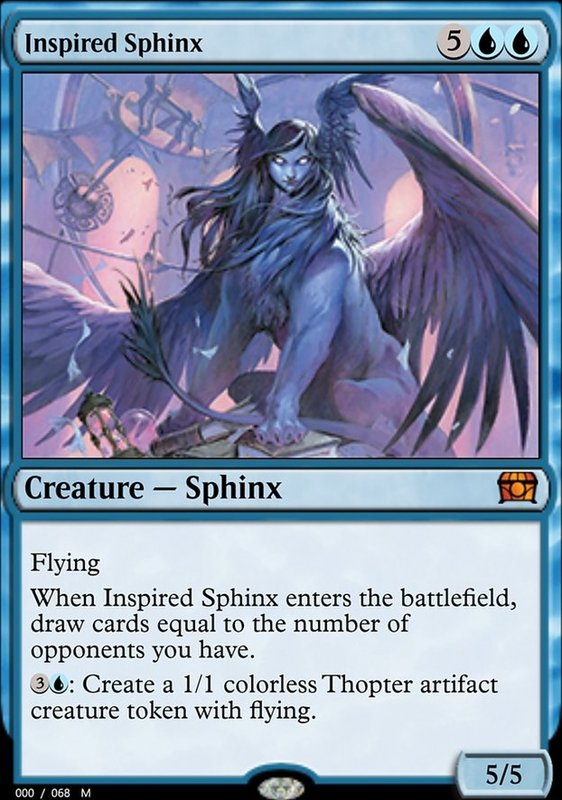 Inspired Sphinx
5
Creature — Sphinx
Flying
When Inspired Sphinx enters the battlefield,
draw cards equal to the number of
opponents you have.
3: Create a 1/1 colorless Thopter artifact
creature token with flying.
5/5
000 / 068 M